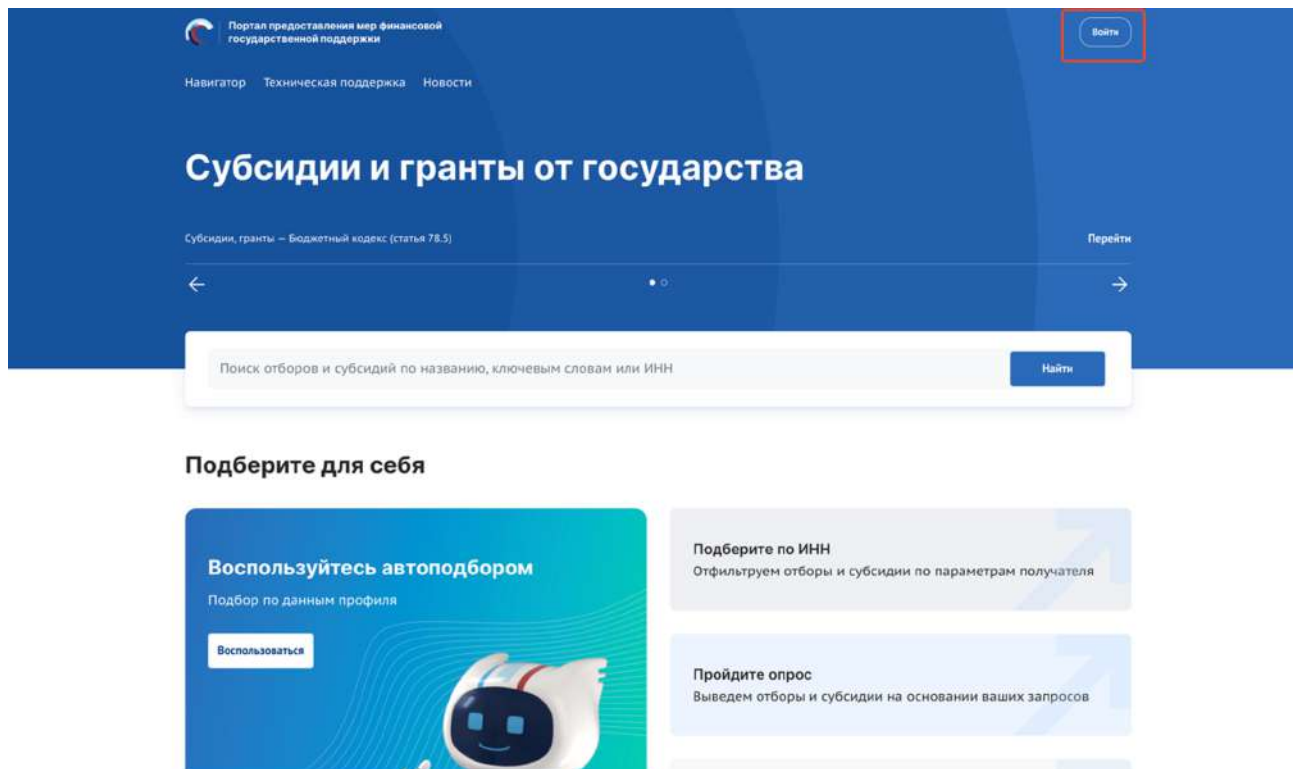 Портал предоставления мер финансовой
государственной поддержки
Войти
Навигатор Техническая поддержка Новости
Субсидии и гранты от государства
Субсидии, гранты — Бюджетный кодекс (статья 78.5)
Перейти
Поиск отборов и субсидий по названию, ключевым словам или ИНН
Найти
Подберите для себя
Воспользуйтесь автоподбором
Подбор по данным профиля
Воспользоваться
Подберите по ИНН
Отфильтруем отборы и субсидии по параметрам получателя
Пройдите опрос
Выведем отборы и субсидии на основании ваших запросов